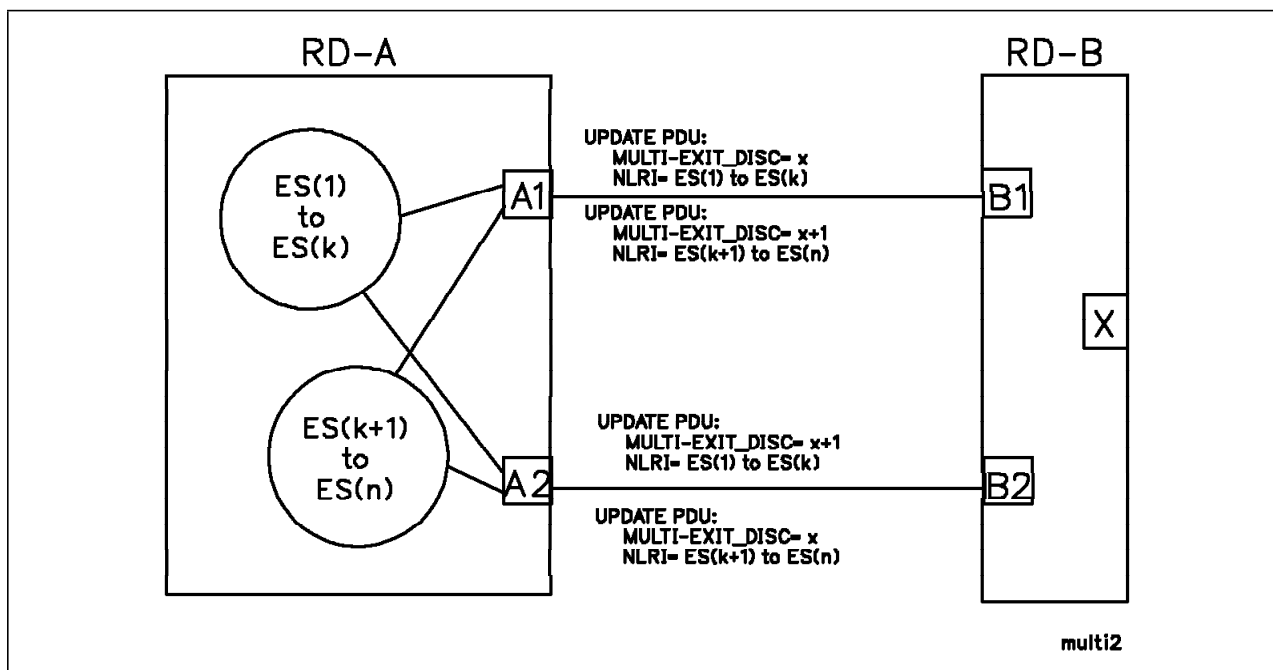 RD-A
RD-B
ES(1)
to
ES(k)
ES(k+1)
to
ES(n)
A1
A2
UPDATE PDU:
MULTI-EXIT_DISC= x
NLRI= ES(1) to ES(k)
UPDATE PDU:
MULTI-EXIT_DISC= x+1
NLRI= ES(k+1) to ES(n)
UPDATE PDU:
MULTI-EXIT_DISC= x+1
NLRI= ES(1) to ES(k)
UPDATE PDU:
MULTI-EXIT_DISC= x
NLRI= ES(k+1) to ES(n)
B1
X
B2
multi2